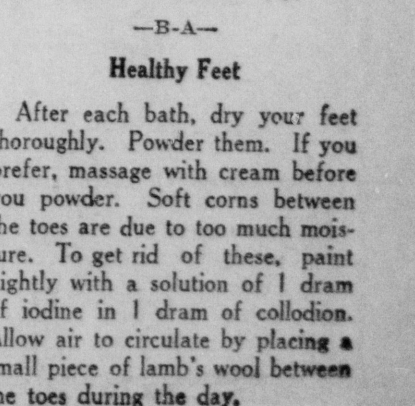 —B-A—
Healthy Feet
After each bath, dry your feet
horoughly. Powder them. If you
refer, massage with cream before
ou powder. Soft corns between
he toes are due to too much mois-
ure. To get rid of these, paint
ightly with a solution of 1 dram
f iodine in 1 dram of collodion.
llow air to circulate by placing a
mall piece of lamb's wool between
he toes during the day.